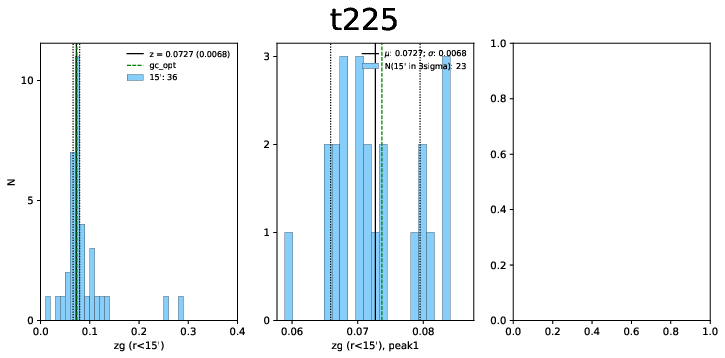 t225
z = 0.0727 (0.0068)
gc_opt
15': 36
10
5
0
N
0.0 0.1 0.2 0.3 0.4
zg (r<15')
μ: 0.0727; σ: 0.0068
N(15' in 3sigma): 23
3
2
1
0
0.06 0.07 0.08
zg (r<15'), peak1
1.0
0.8
0.6
0.4
0.2
0.0
0.0 0.2 0.4 0.6 0.8 1.0